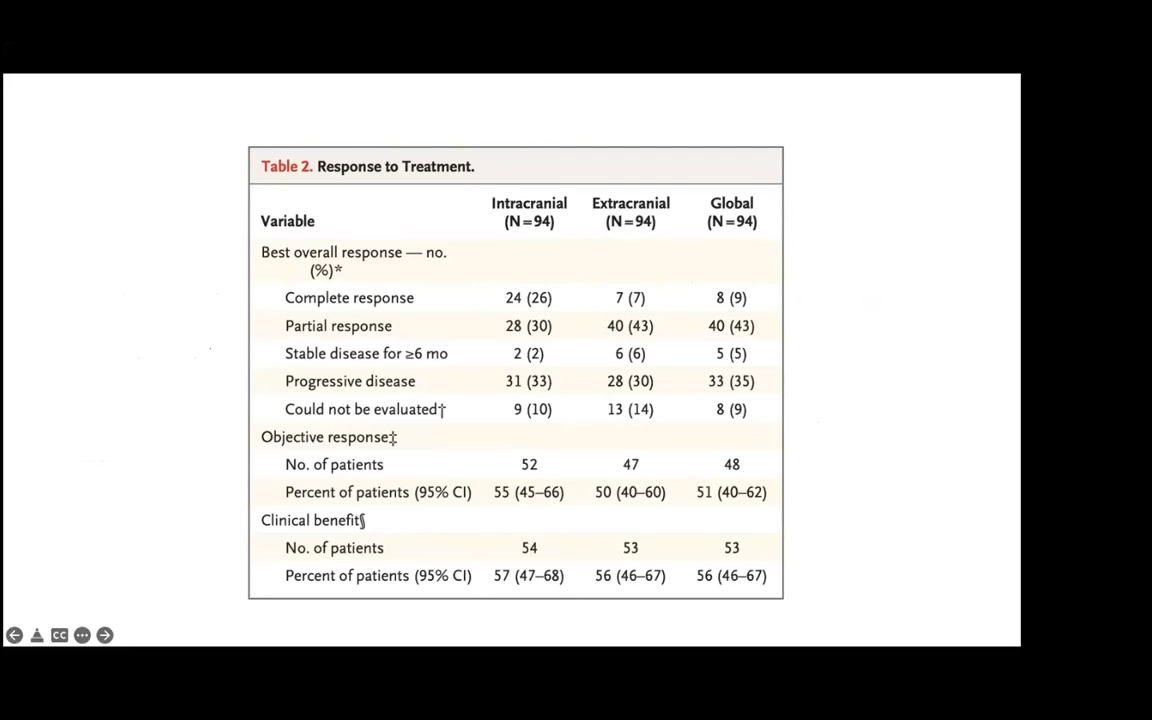 Table 2. Response to Treatment.
Variable Intracranial (N=94) Extracranial (N=94) Global (N=94)
Best overall response — no. (%)*
Complete response 24 (26) 7 (7) 8 (9)
Partial response 28 (30) 40 (43) 40 (43)
Stable disease for ≥6 mo 2 (2) 6 (6) 5 (5)
Progressive disease 31 (33) 28 (30) 33 (35)
Could not be evaluated† 9 (10) 13 (14) 8 (9)
Objective response‡
No. of patients 52 47 48
Percent of patients (95% CI) 55 (45–66) 50 (40–60) 51 (40–62)
Clinical benefit§
No. of patients 54 53 53
Percent of patients (95% CI) 57 (47–68) 56 (46–67) 56 (46–67)
CC